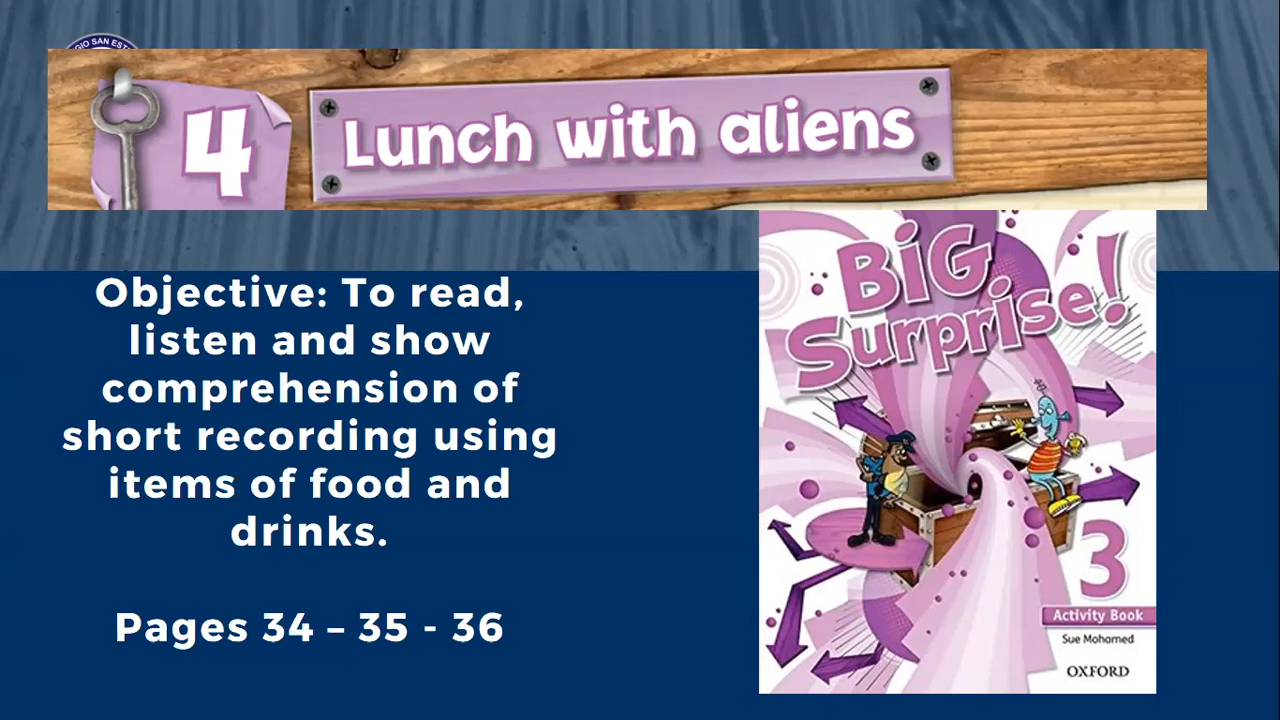 4
Lunch with aliens
Objective: To read,
listen and show
comprehension of
short recording using
items of food and
drinks.
Pages 34 – 35 - 36
BiG
Surprise!
3
Activity Book
Sue Mohamed
OXFORD